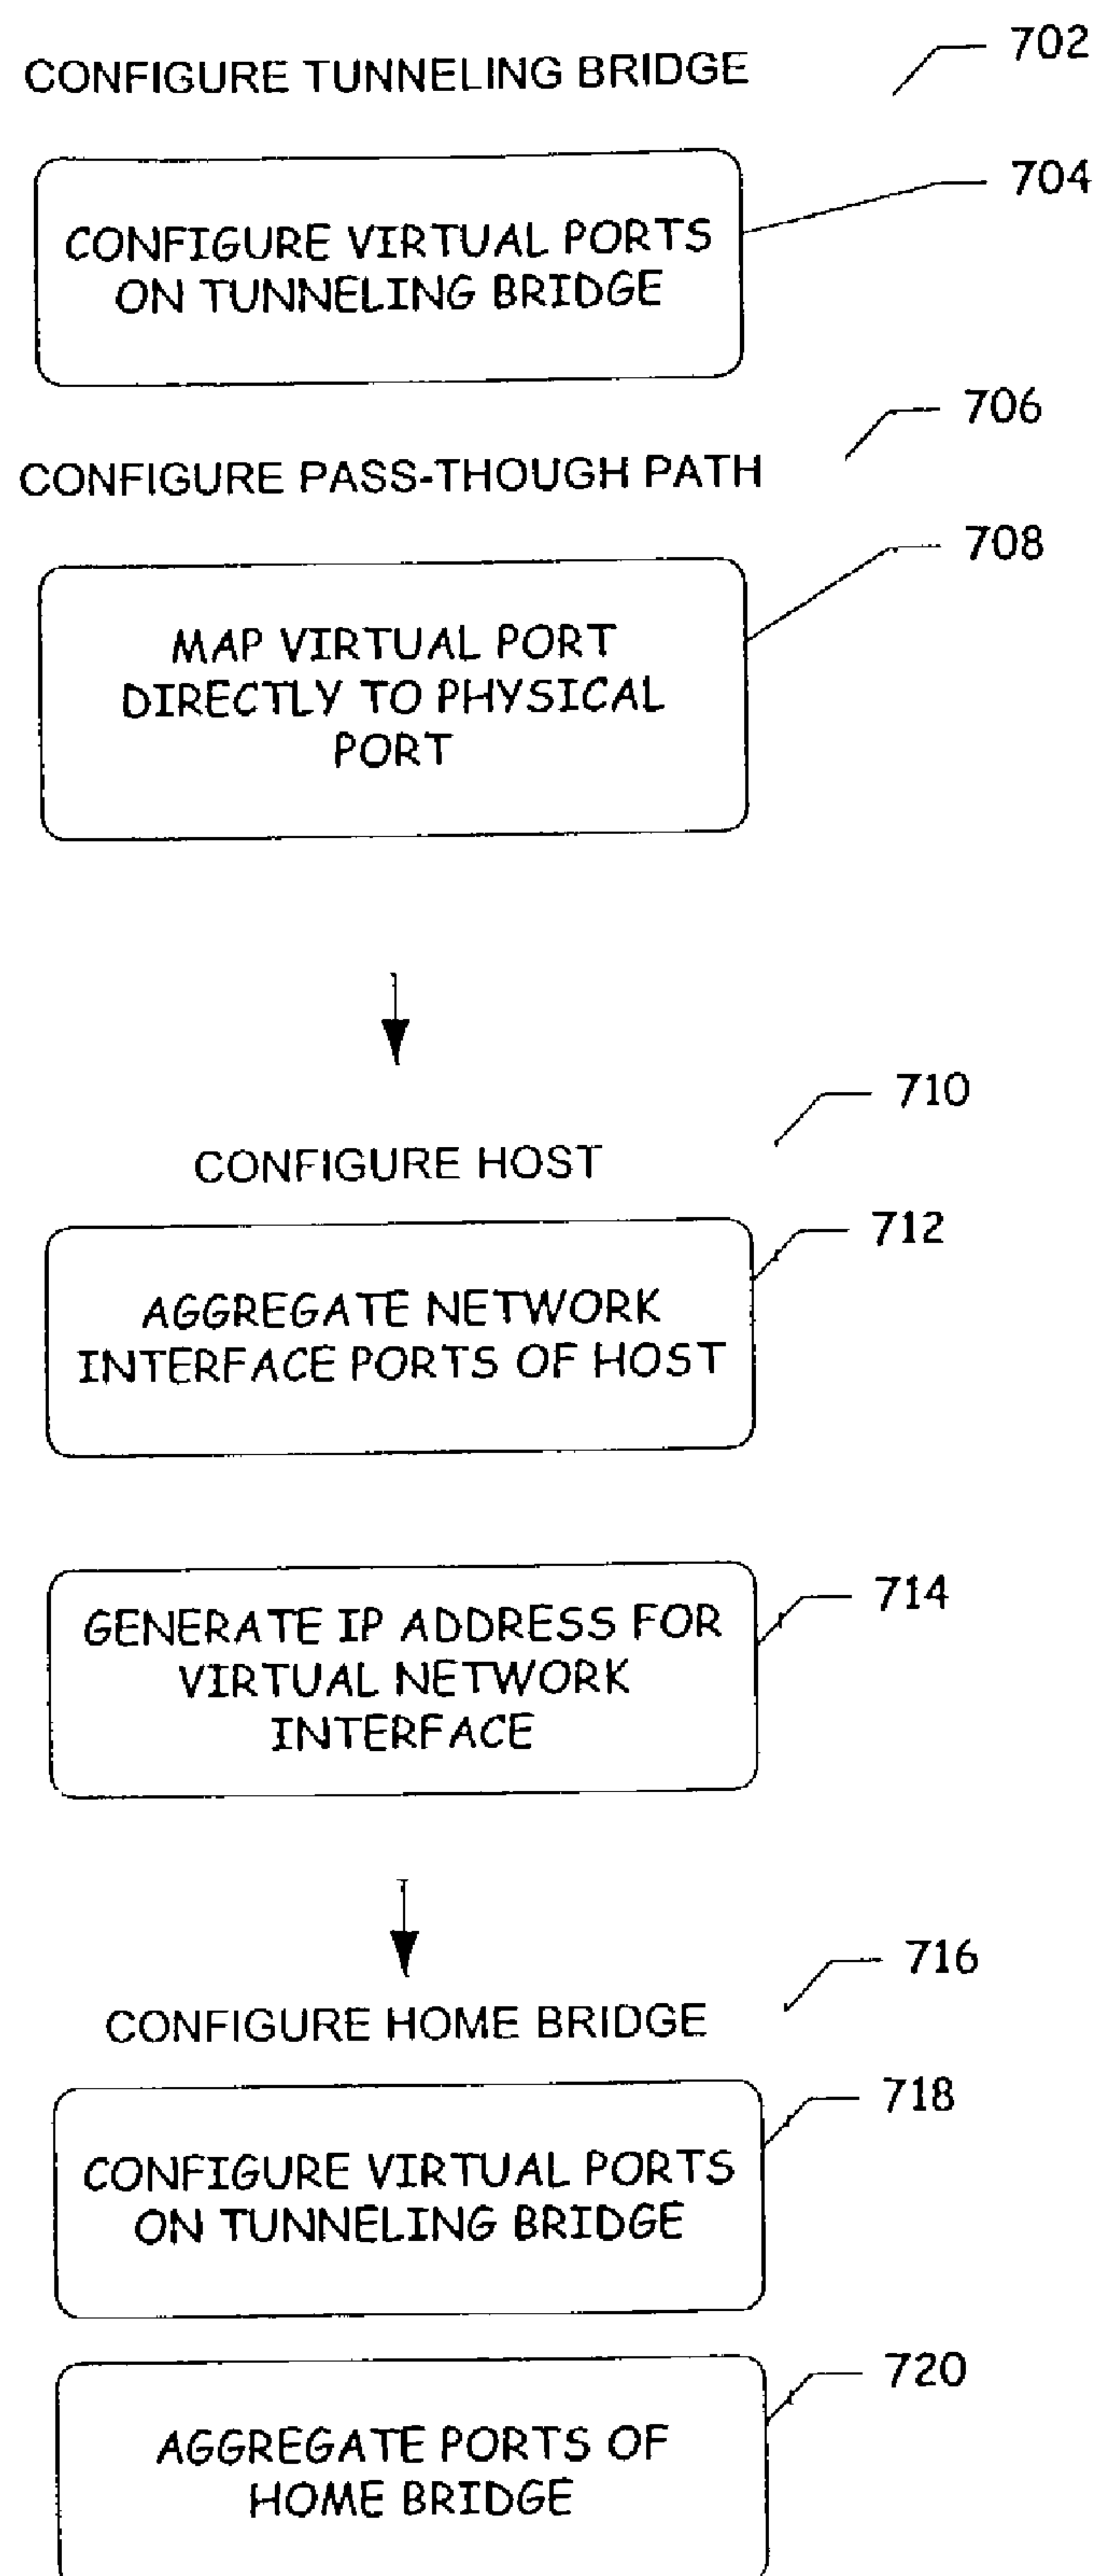 702
CONFIGURE TUNNELING BRIDGE
704
CONFIGURE VIRTUAL PORTS
ON TUNNELING BRIDGE
706
CONFIGURE PASS-THOUGH PATH
708
MAP VIRTUAL PORT
DIRECTLY TO PHYSICAL
PORT
710
CONFIGURE HOST
712
AGGREGATE NETWORK
INTERFACE PORTS OF HOST
714
GENERATE IP ADDRESS FOR
VIRTUAL NETWORK
INTERFACE
716
CONFIGURE HOME BRIDGE
718
CONFIGURE VIRTUAL PORTS
ON TUNNELING BRIDGE
720
AGGREGATE PORTS OF
HOME BRIDGE